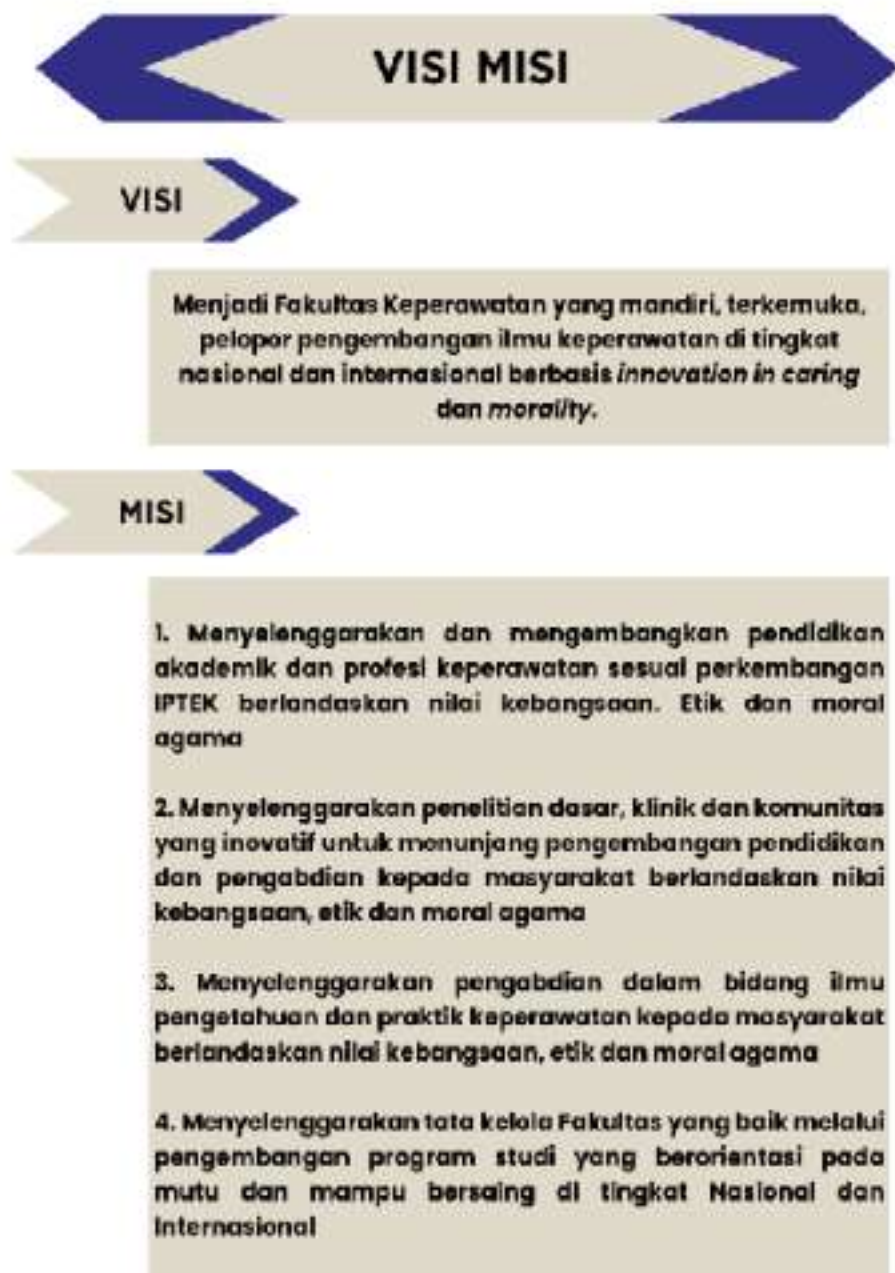 VISI MISI
VISI
Menjadi Fakultas Keperawatan yang mandiri, terkemuka,
pelopor pengembangan ilmu keperawatan di tingkat
nasional dan internasional berbasis innovation in caring
dan morality.
MISI
1. Menyelenggarakan dan mengembangkan pendidikan
akademik dan profesi keperawatan sesuai perkembangan
IPTEK berlandaskan nilai kebangsaan. Etik dan moral
agama
2. Menyelenggarakan penelitian dasar, klinik dan komunitas
yang inovatif untuk menunjang pengembangan pendidikan
dan pengabdian kepada masyarakat berlandaskan nilai
kebangsaan, etik dan moral agama
3. Menyelenggarakan pengabdian dalam bidang ilmu
pengetahuan dan praktik keperawatan kepada masyarakat
berlandaskan nilai kebangsaan, etik dan moral agama
4. Menyelenggarakan tata kelola Fakultas yang baik melalui
pengembangan program studi yang berorientasi pada
mutu dan mampu bersaing di tingkat Nasional dan
Internasional